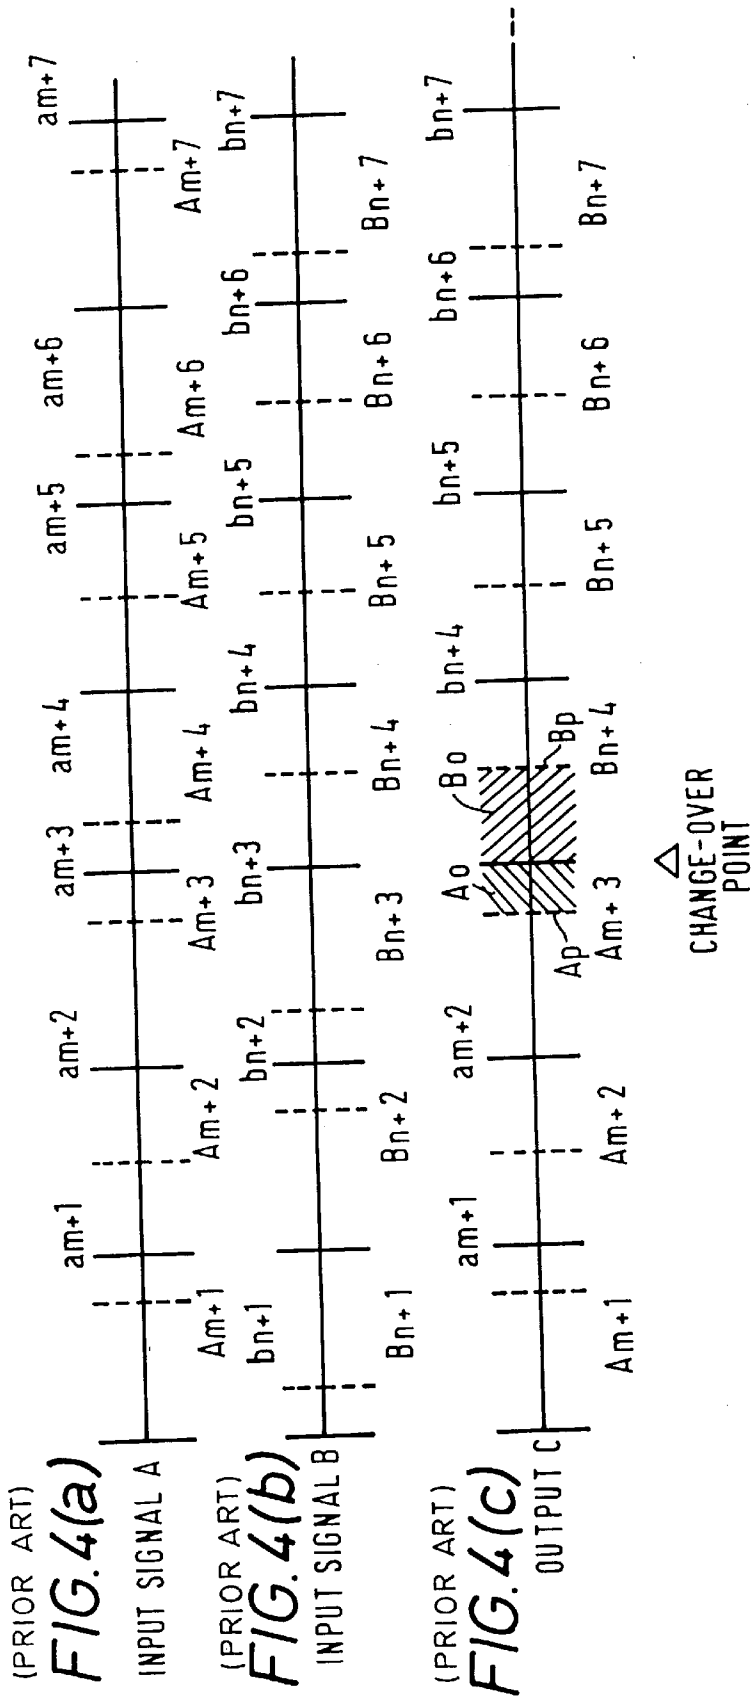 (PRIOR ART)
FIG.4(a)
INPUT SIGNAL A
am+1 am+2 am+3 am+4 am+5 am+6 am+7
Am+1 Am+2 Am+3 Am+4 Am+5 Am+6 Am+7
(PRIOR ART)
FIG.4(b)
INPUT SIGNAL B
bn+1 bn+2 bn+3 bn+4 bn+5 bn+6 bn+7
Bn+1 Bn+2 Bn+3 Bn+4 Bn+5 Bn+6 Bn+7
(PRIOR ART)
FIG.4(c)
OUTPUT C
am+1 am+2 Ao Bo bn+4 bn+5 bn+6 bn+7
Ap Bp
Am+1 Am+2 Am+3 Bn+4 Bn+5 Bn+6 Bn+7
CHANGE-OVER
POINT